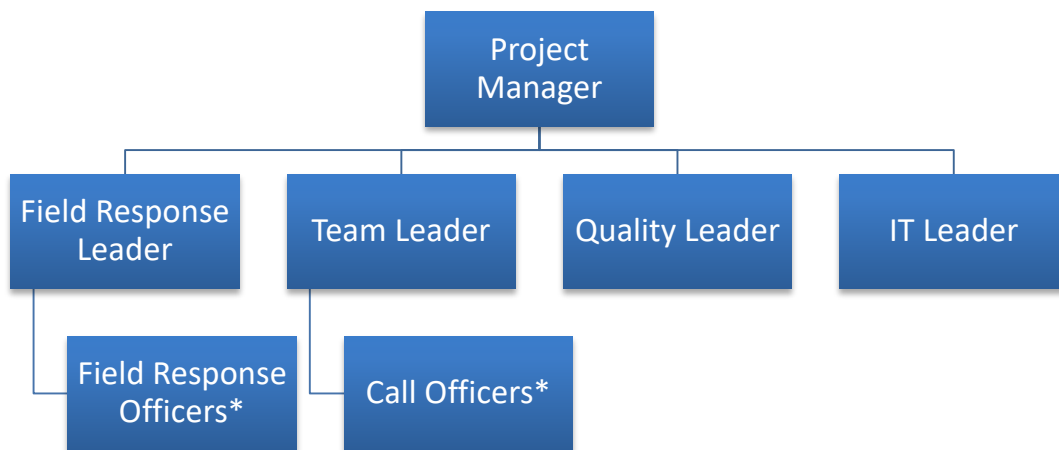 Project
Manager
Field Response
Leader
Team Leader
Quality Leader
IT Leader
Field Response
Officers*
Call Officers*